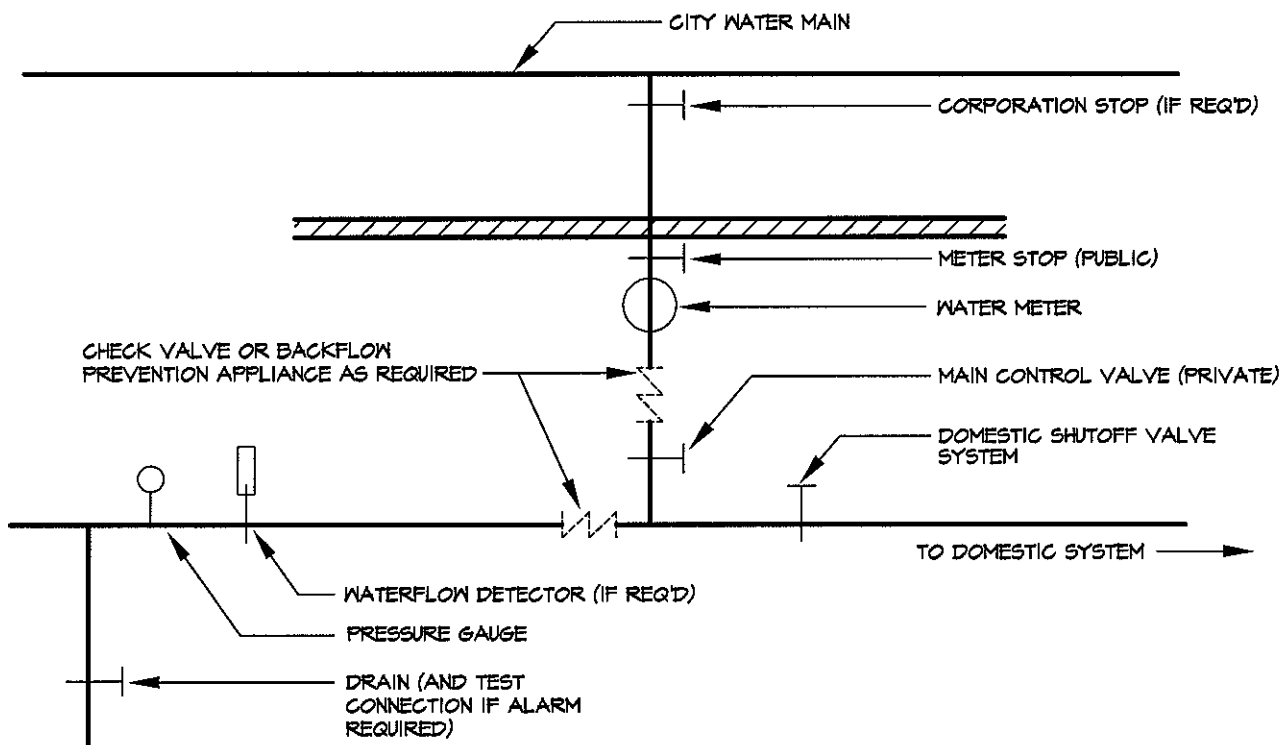 CITY WATER MAIN
CORPORATION STOP (IF REQ'D)
METER STOP (PUBLIC)
WATER METER
CHECK VALVE OR BACKFLOW
PREVENTION APPLIANCE AS REQUIRED
MAIN CONTROL VALVE (PRIVATE)
DOMESTIC SHUTOFF VALVE
SYSTEM
TO DOMESTIC SYSTEM
WATERFLOW DETECTOR (IF REQ'D)
PRESSURE GAUGE
DRAIN (AND TEST
CONNECTION IF ALARM
REQUIRED)